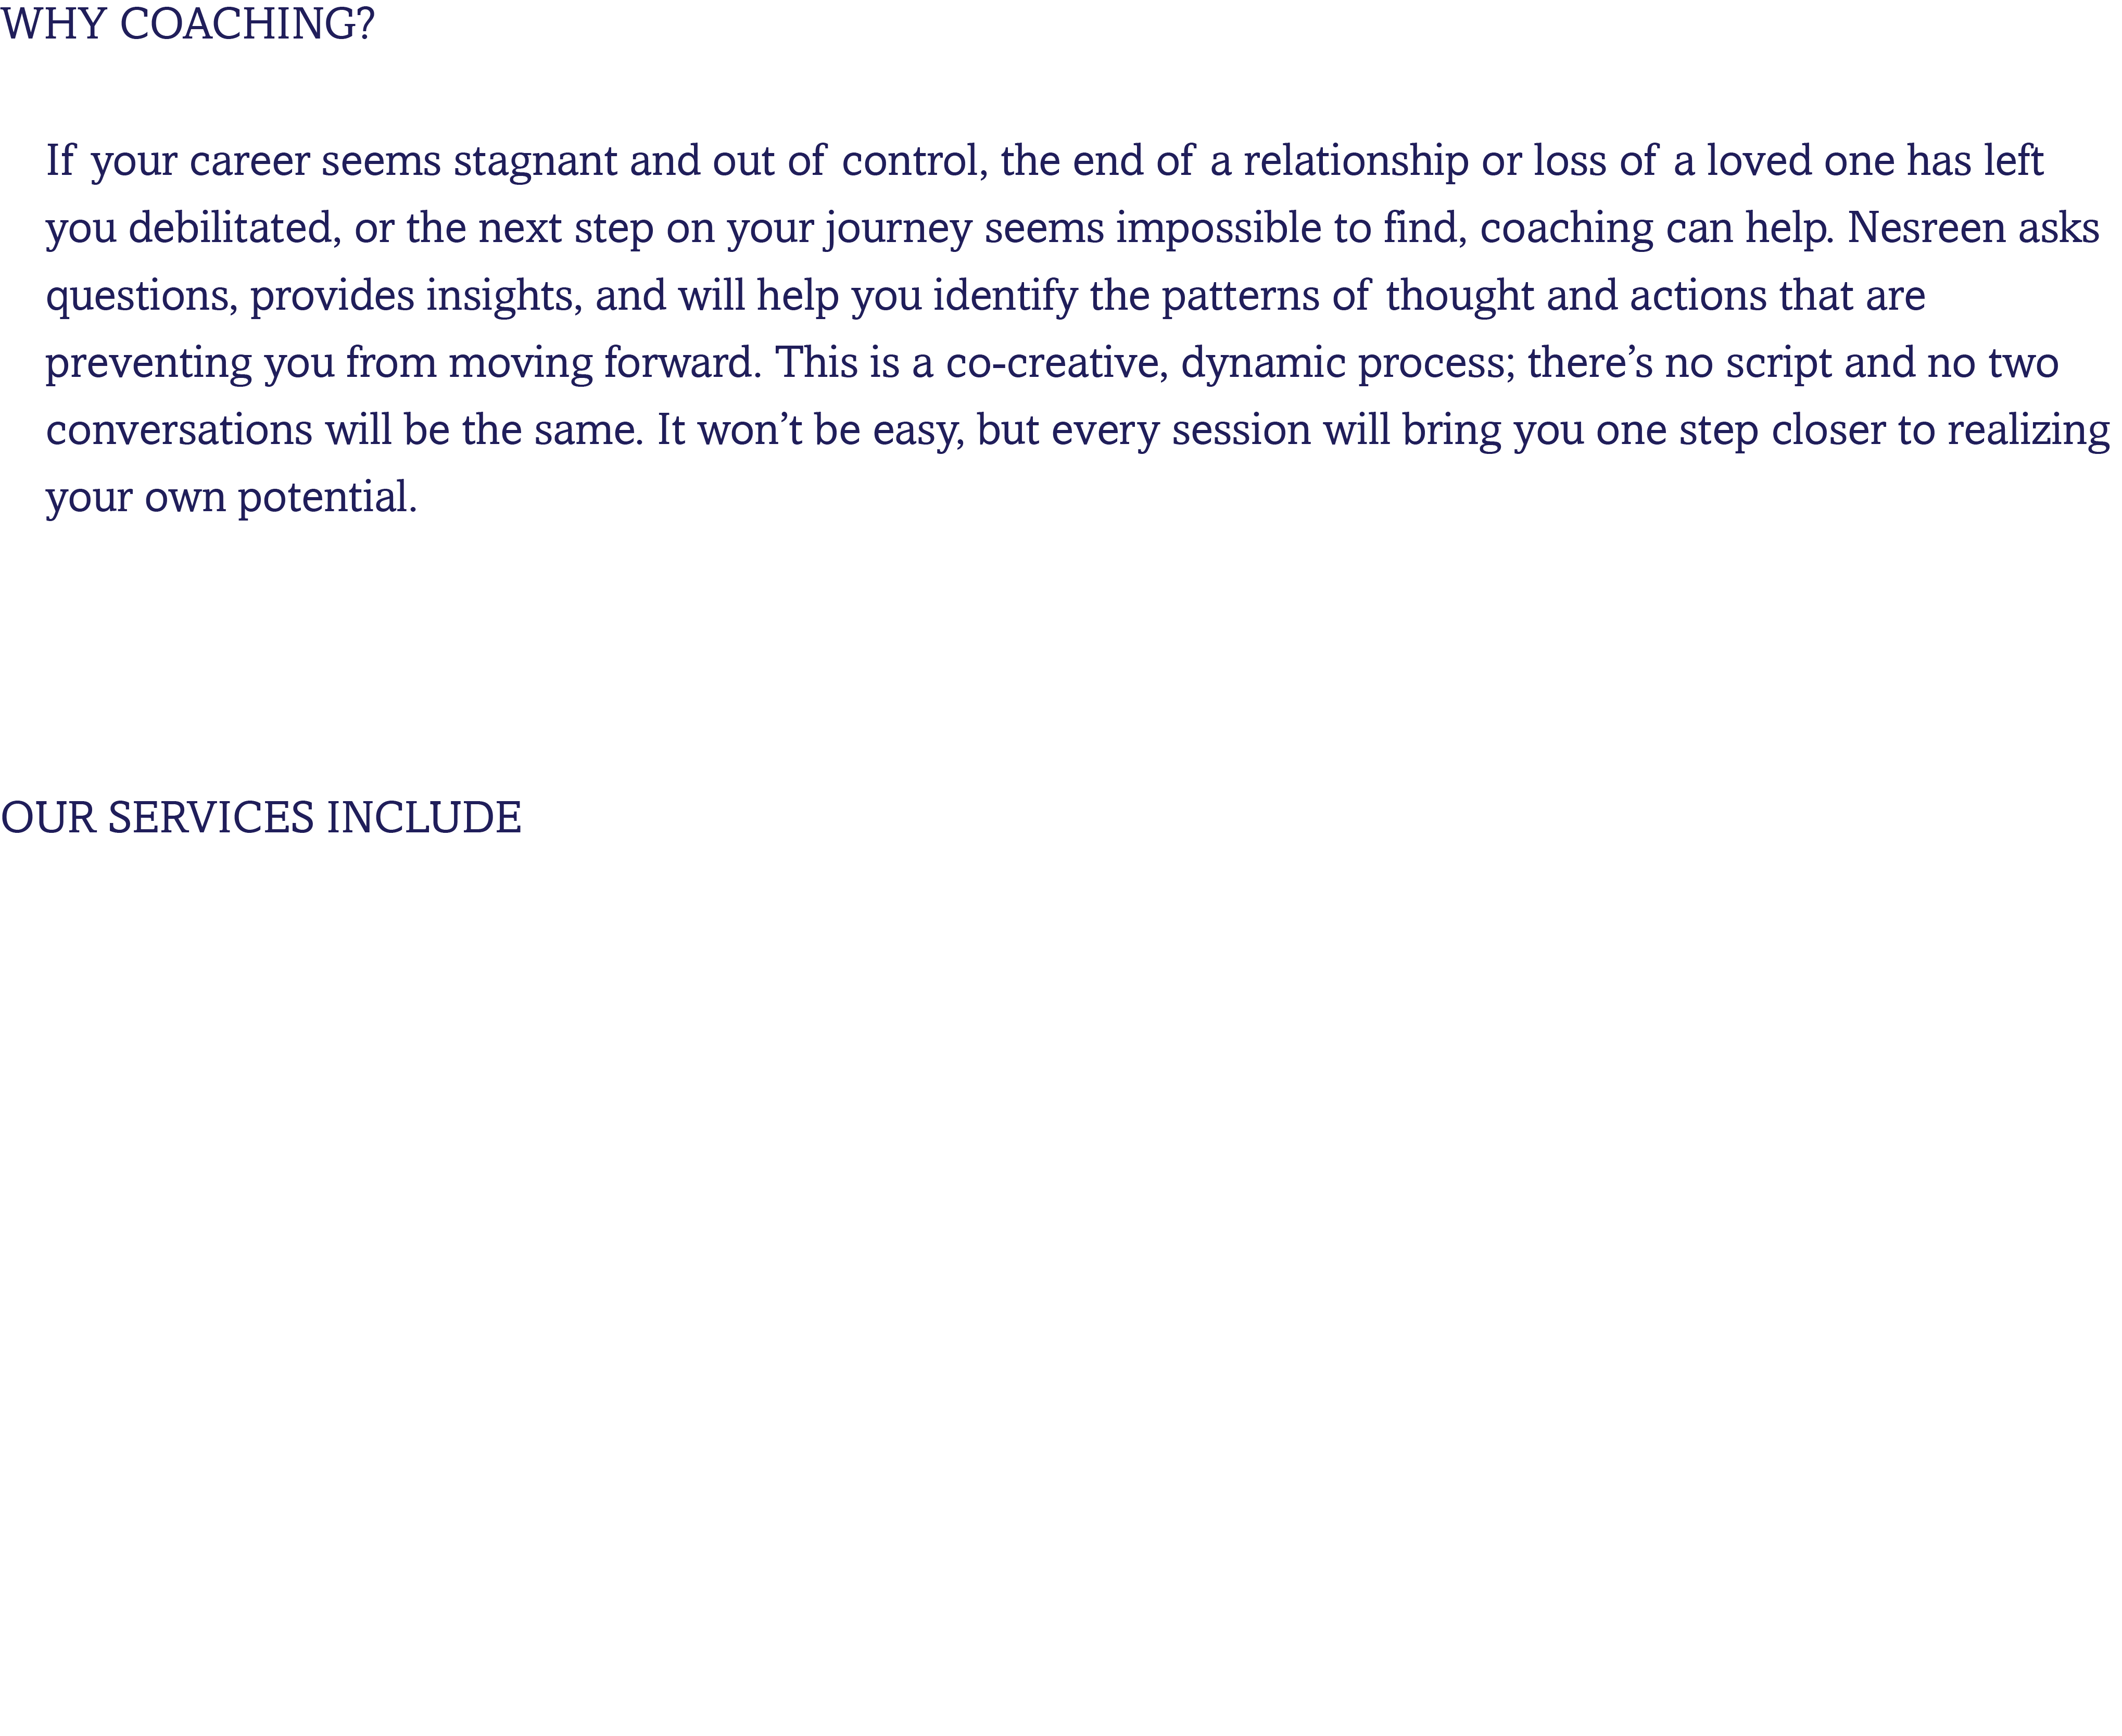 WHY COACHING?
If your career seems stagnant and out of control, the end of a relationship or loss of a loved one has left
you debilitated, or the next step on your journey seems impossible to find, coaching can help. Nesreen asks
questions, provides insights, and will help you identify the patterns of thought and actions that are
preventing you from moving forward. This is a co-creative, dynamic process; there’s no script and no two
conversations will be the same. It won’t be easy, but every session will bring you one step closer to realizing
your own potential.
OUR SERVICES INCLUDE